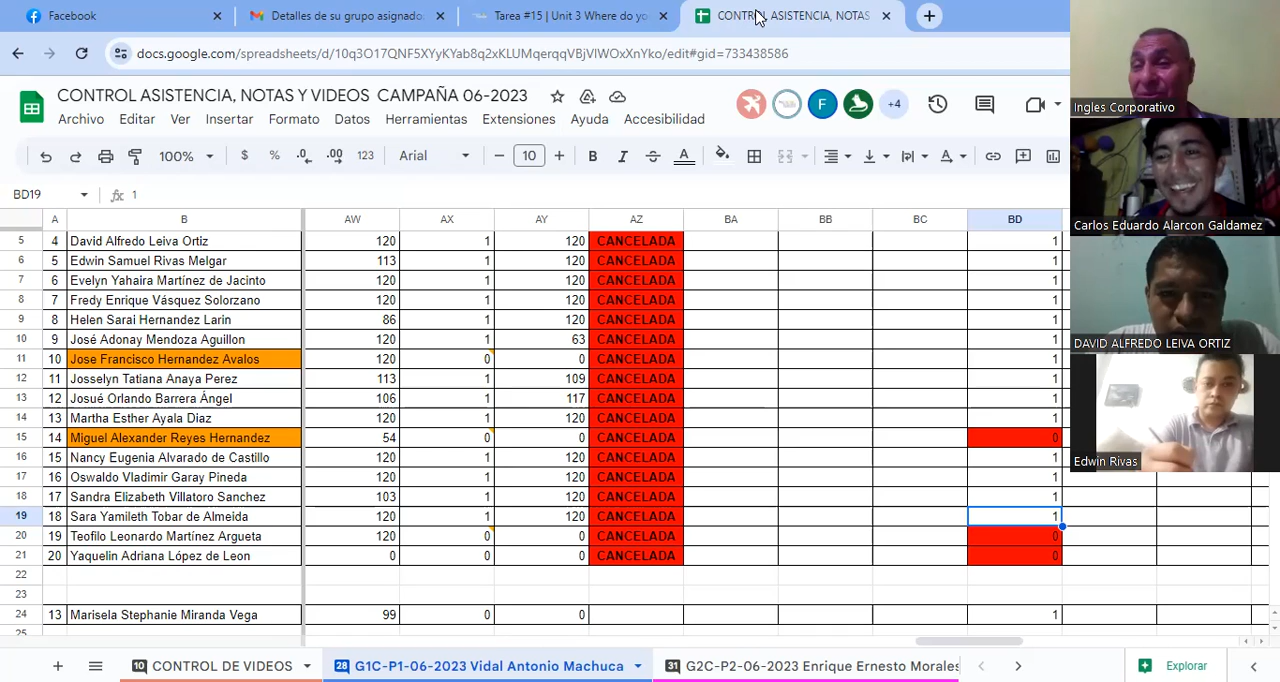 Facebook
Detalles de su grupo asignado
Tarea #15 | Unit 3 Where do yo
CONTROL ASISTENCIA, NOTAS
docs.google.com/spreadsheets/d/10q3O17QNF5XYyKYab8q2xKLUMqerqqVBjVIWOxXnYko/edit#gid=733438586
CONTROL ASISTENCIA, NOTAS Y VIDEOS CAMPAÑA 06-2023
F +4
Archivo Editar Ver Insertar Formato Datos Herramientas Extensiones Ayuda Accesibilidad
100% $ % .0 .00 123 Arial − 10 + B I A
BD19 fx 1
A B AW AX AY AZ BA BB BC BD
5 4 David Alfredo Leiva Ortiz 120 1 120 CANCELADA 1
6 5 Edwin Samuel Rivas Melgar 113 1 120 CANCELADA 1
7 6 Evelyn Yahaira Martínez de Jacinto 120 1 120 CANCELADA 1
8 7 Fredy Enrique Vásquez Solorzano 120 1 120 CANCELADA 1
9 8 Helen Sarai Hernandez Larin 86 1 120 CANCELADA 1
10 9 José Adonay Mendoza Aguillon 120 1 63 CANCELADA 1
11 10 Jose Francisco Hernandez Avalos 120 0 0 CANCELADA 1
12 11 Josselyn Tatiana Anaya Perez 113 1 109 CANCELADA 1
13 12 Josué Orlando Barrera Ángel 106 1 117 CANCELADA 1
14 13 Martha Esther Ayala Diaz 120 1 120 CANCELADA 1
15 14 Miguel Alexander Reyes Hernandez 54 0 0 CANCELADA 0
16 15 Nancy Eugenia Alvarado de Castillo 120 1 120 CANCELADA 1
17 16 Oswaldo Vladimir Garay Pineda 120 1 120 CANCELADA 1
18 17 Sandra Elizabeth Villatoro Sanchez 103 1 120 CANCELADA 1
19 18 Sara Yamileth Tobar de Almeida 120 1 120 CANCELADA 1
20 19 Teofilo Leonardo Martínez Argueta 120 0 0 CANCELADA 0
21 20 Yaquelin Adriana López de Leon 0 0 0 CANCELADA 0
22
23
24 13 Marisela Stephanie Miranda Vega 99 0 0 1
25
10 CONTROL DE VIDEOS 28 G1C-P1-06-2023 Vidal Antonio Machuca 31 G2C-P2-06-2023 Enrique Ernesto Morales Explorar
Ingles Corporativo
Carlos Eduardo Alarcon Galdamez
DAVID ALFREDO LEIVA ORTIZ
Edwin Rivas